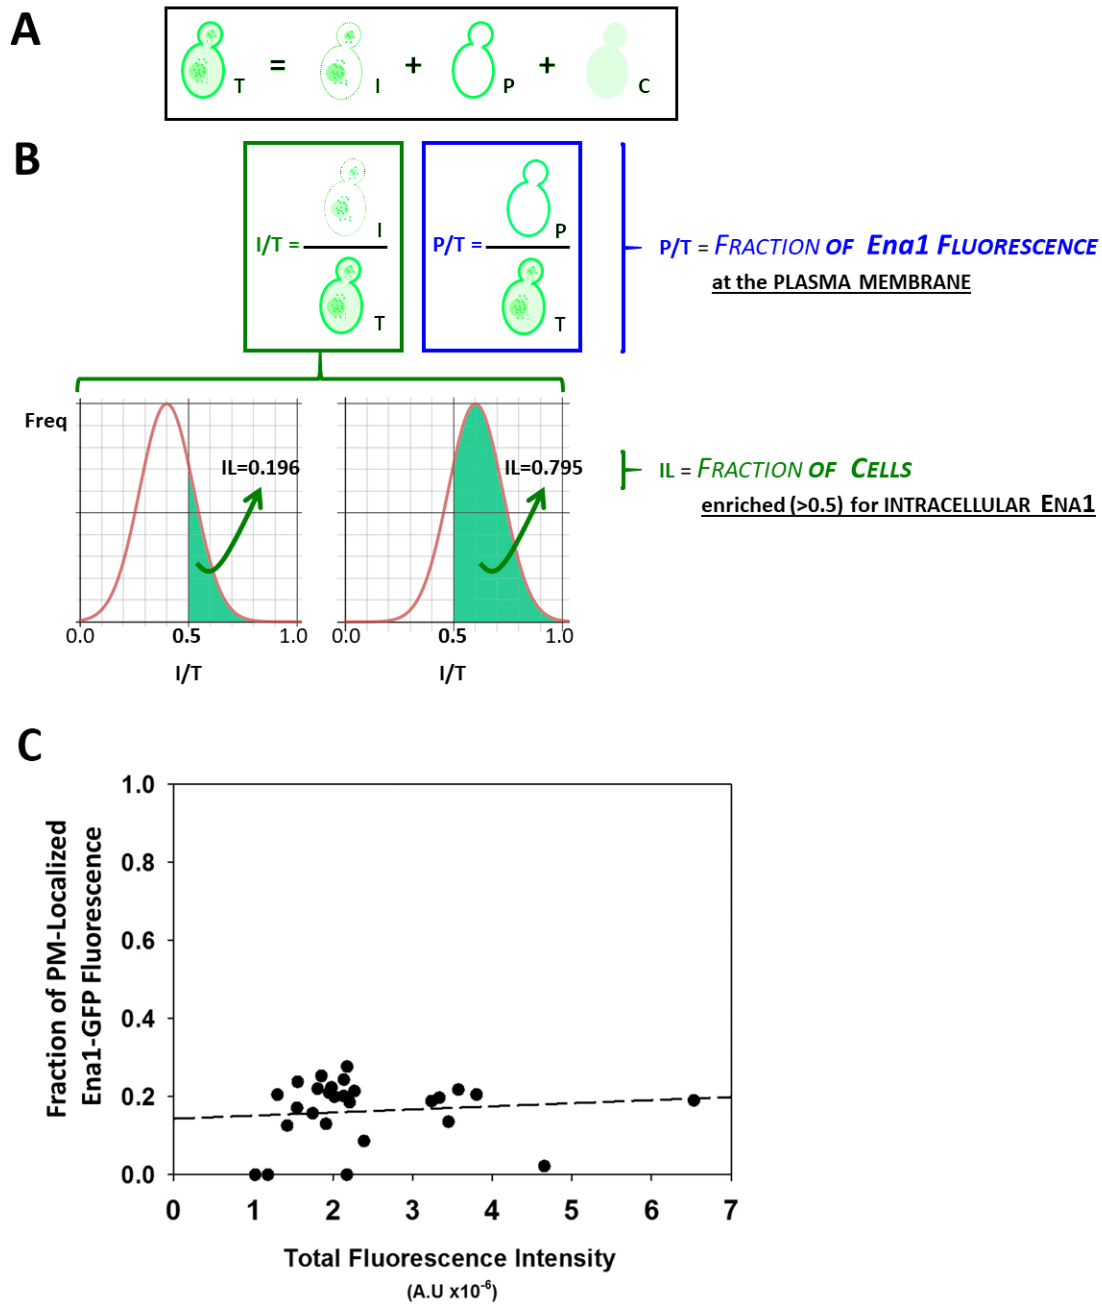 A
T = I + P + C
B
I/T = I
T
P/T = P
T
P/T = FRACTION OF Ena1 FLUORESCENCE
at the PLASMA MEMBRANE
Freq
IL=0.196
IL=0.795
0.0 0.5 1.0
I/T
0.0 0.5 1.0
I/T
IL = FRACTION OF CELLS
enriched (>0.5) for INTRACELLULAR ENA1
C
Fraction of PM-Localized
Ena1-GFP Fluorescence
1.0
0.8
0.6
0.4
0.2
0.0
0 1 2 3 4 5 6 7
Total Fluorescence Intensity
(A.U x10-6)